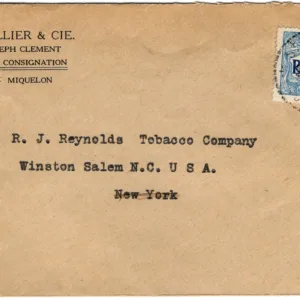 LLIER & CIE.
EPH CLEMENT
CONSIGNATION
MIQUELON
R
R. J. Reynolds Tobacco Company
Winston Salem N.C. U S A.
New York